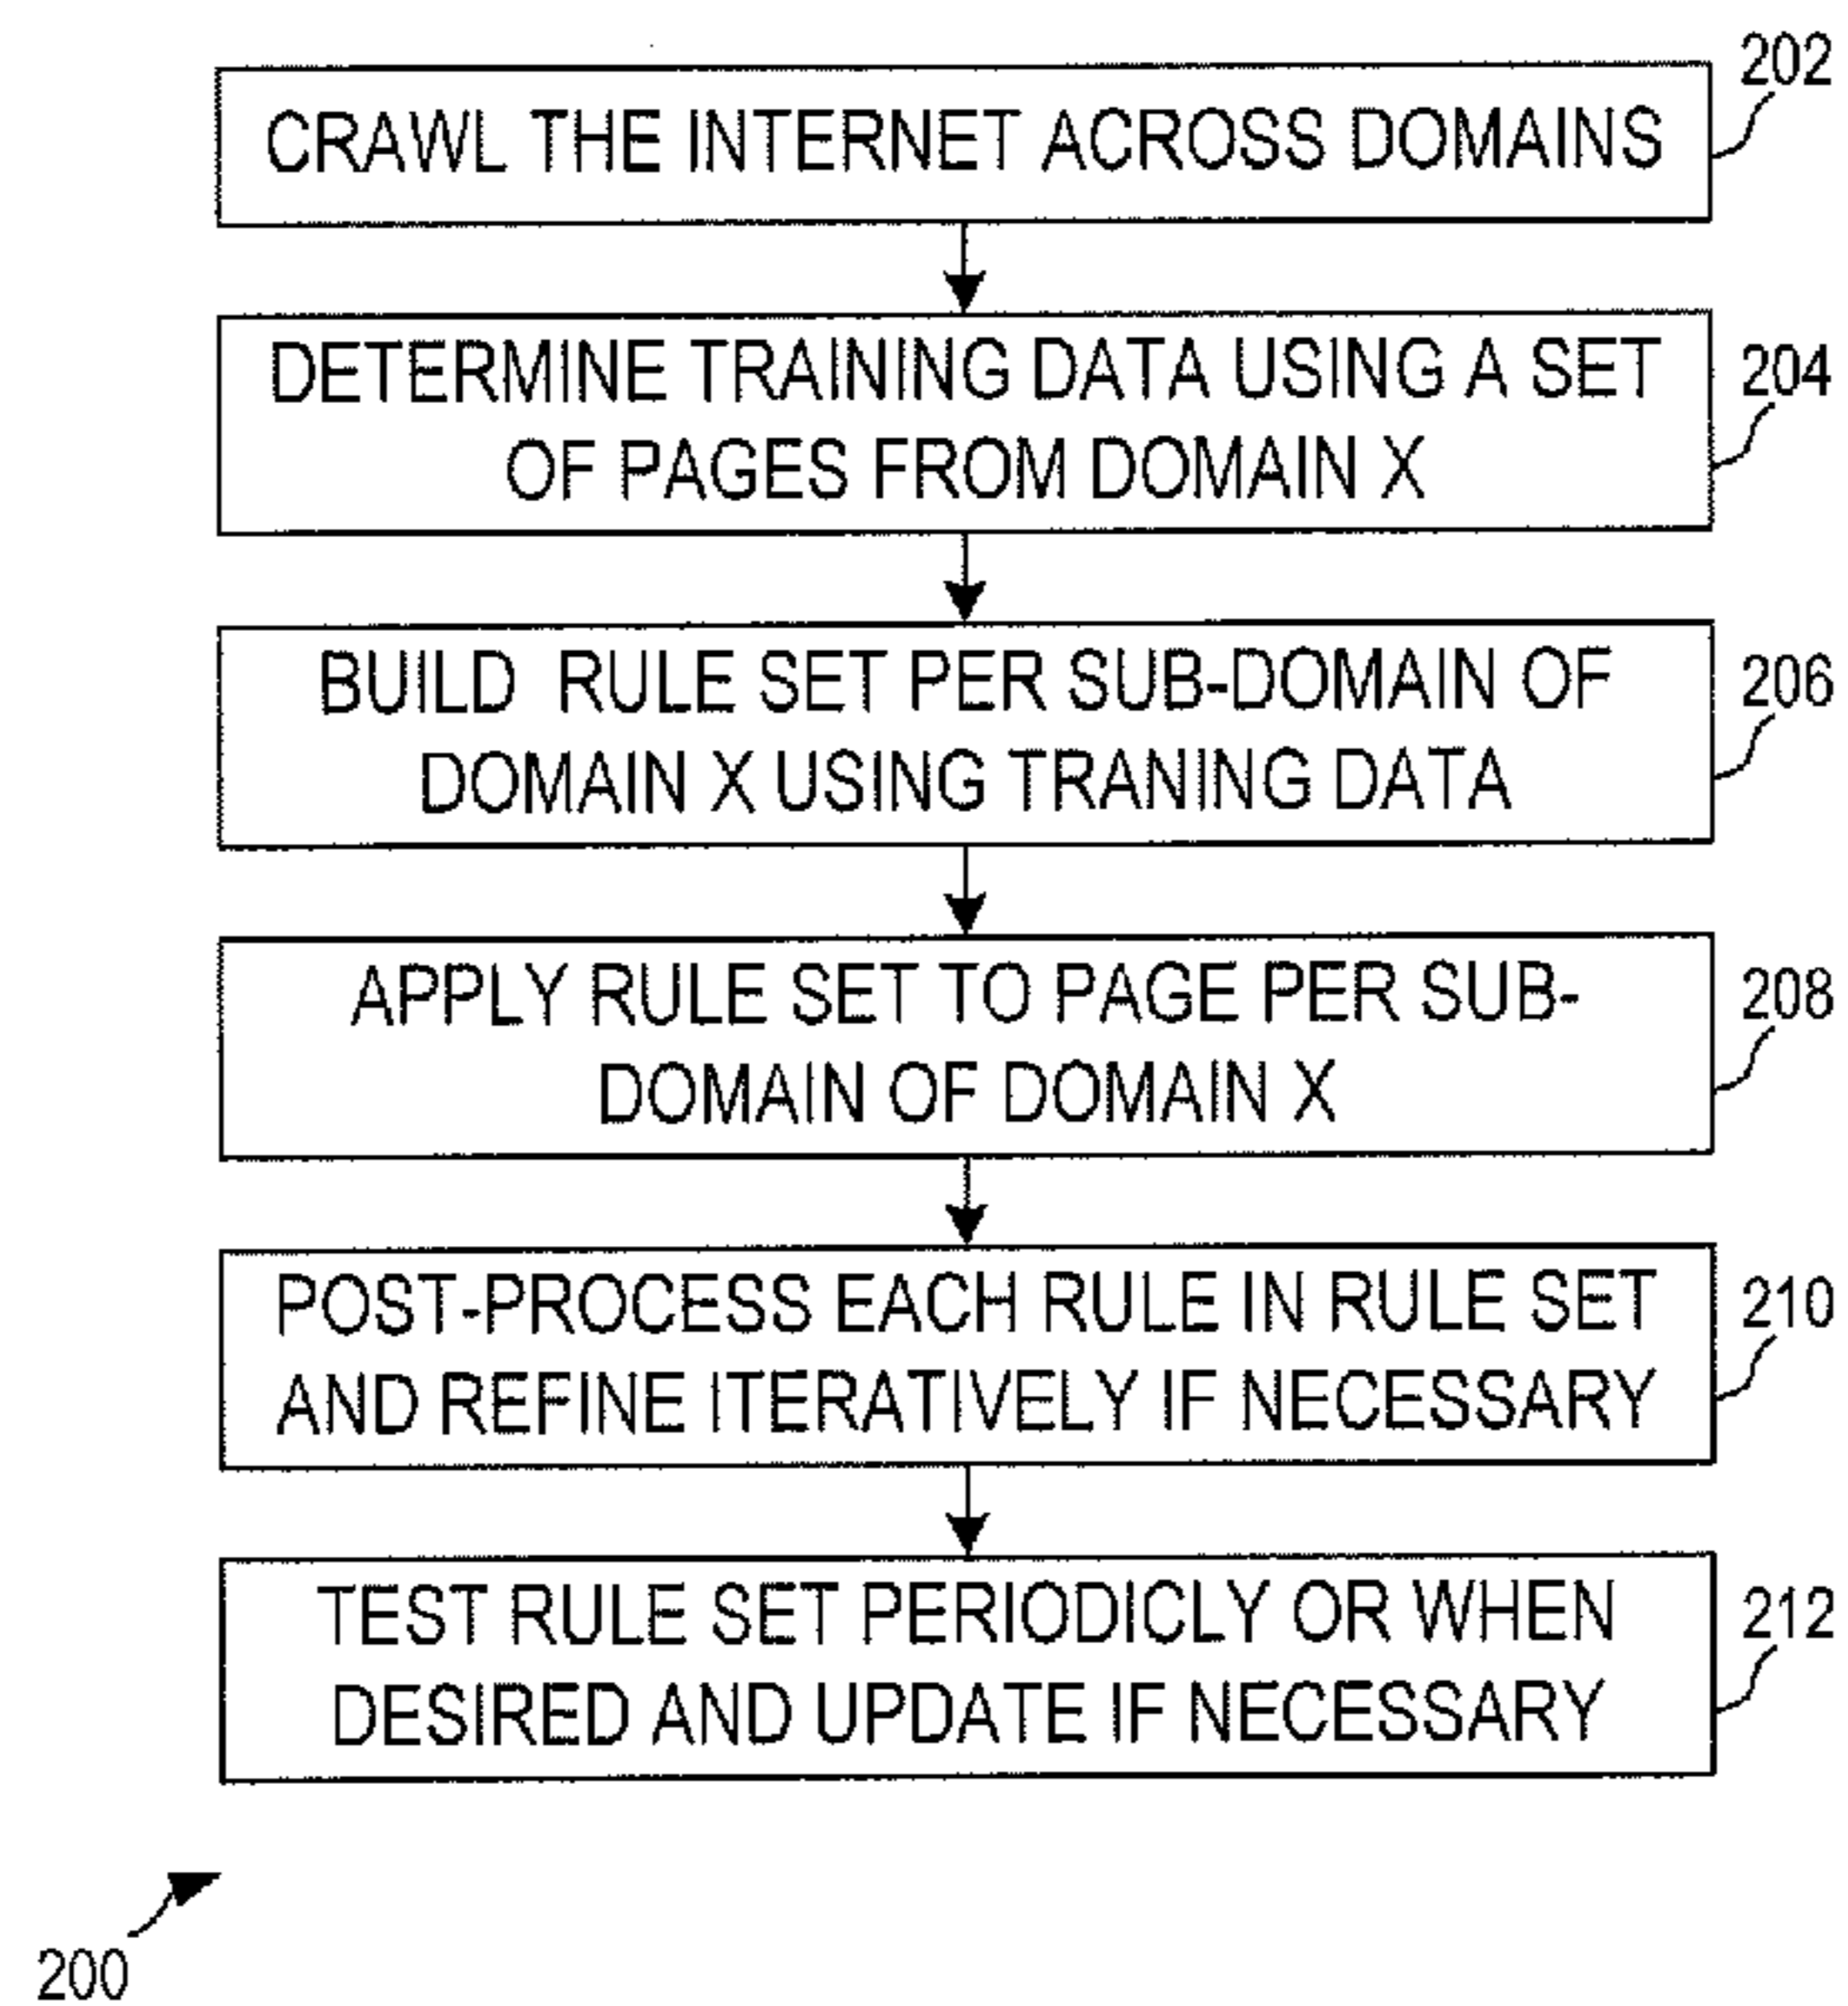 CRAWL THE INTERNET ACROSS DOMAINS
202
DETERMINE TRAINING DATA USING A SET
OF PAGES FROM DOMAIN X
204
BUILD RULE SET PER SUB-DOMAIN OF
DOMAIN X USING TRANING DATA
206
APPLY RULE SET TO PAGE PER SUB-
DOMAIN OF DOMAIN X
208
POST-PROCESS EACH RULE IN RULE SET
AND REFINE ITERATIVELY IF NECESSARY
210
TEST RULE SET PERIODICLY OR WHEN
DESIRED AND UPDATE IF NECESSARY
212
200